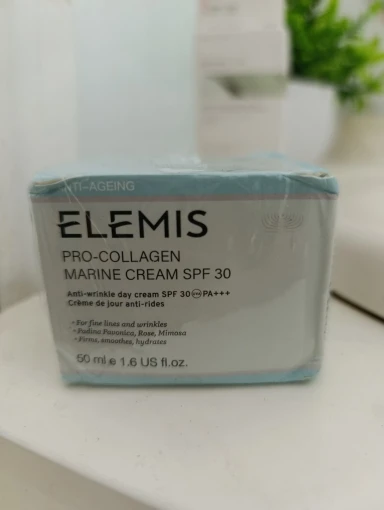 ANTI-AGEING
ELEMIS
PRO-COLLAGEN
MARINE CREAM SPF 30
Anti-wrinkle day cream SPF 30 PA+++
Crème de jour anti-rides
• For fine lines and wrinkles
• Padina Pavonica, Rose, Mimosa
• Firms, smoothes, hydrates
50 ml e 1.6 US fl.oz.